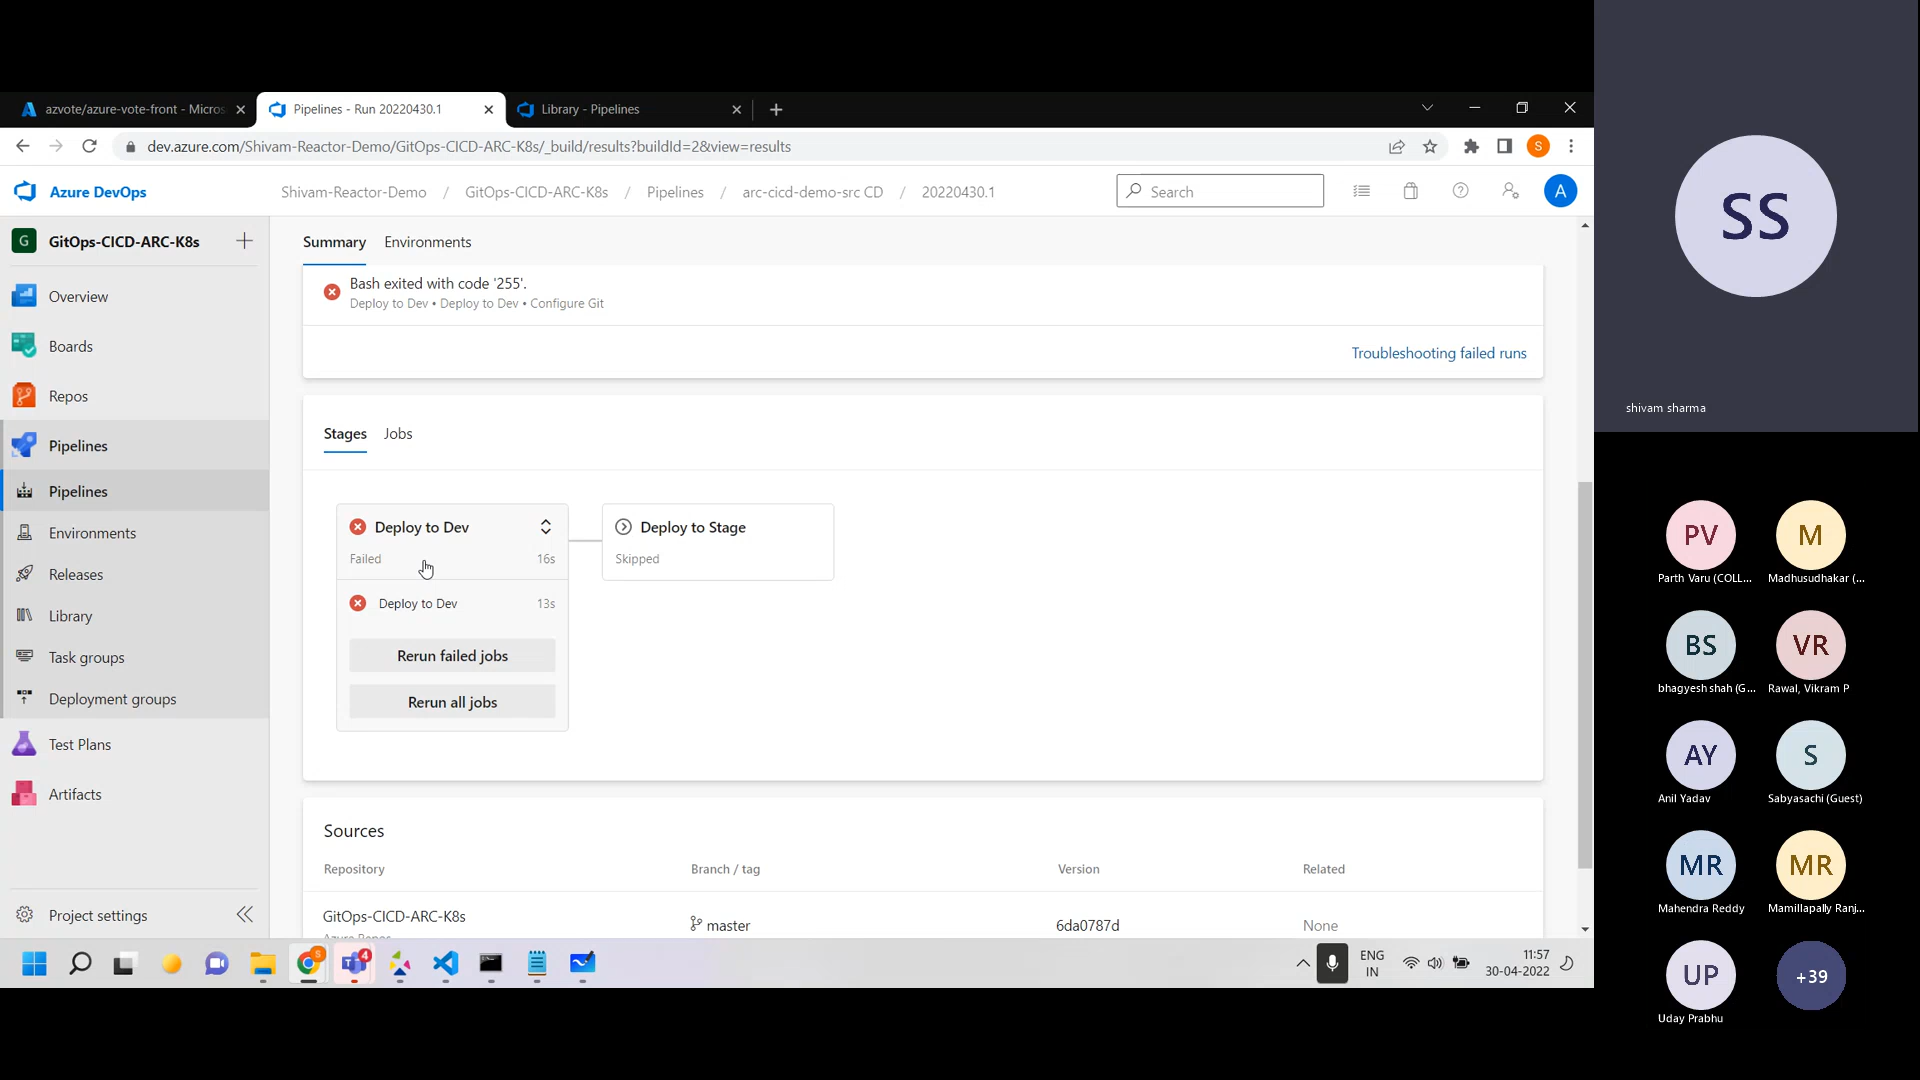 azvote/azure-vote-front - Micros
Pipelines - Run 20220430.1
Library - Pipelines
dev.azure.com/Shivam-Reactor-Demo/GitOps-CICD-ARC-K8s/_build/results?buildId=2&view=results
S
Azure DevOps
Shivam-Reactor-Demo / GitOps-CICD-ARC-K8s / Pipelines / arc-cicd-demo-src CD / 20220430.1
Search
A
G GitOps-CICD-ARC-K8s
Overview
Boards
Repos
Pipelines
Pipelines
Environments
Releases
Library
Task groups
Deployment groups
Test Plans
Artifacts
Project settings
Summary Environments
Bash exited with code '255'.
Deploy to Dev • Deploy to Dev • Configure Git
Troubleshooting failed runs
Stages Jobs
Deploy to Dev
Failed 16s
Deploy to Dev 13s
Rerun failed jobs
Rerun all jobs
Deploy to Stage
Skipped
Sources
Repository Branch / tag Version Related
GitOps-CICD-ARC-K8s
master 6da0787d None
Azure Repos
S
4
ENG
IN
11:57
30-04-2022
SS
shivam sharma
PV
Parth Varu (COLL...
M
Madhusudhakar (...
BS
bhagyesh shah (G...
VR
Rawal, Vikram P
AY
Anil Yadav
S
Sabyasachi (Guest)
MR
Mahendra Reddy
MR
Mamillapally Ranj...
UP
Uday Prabhu
+39